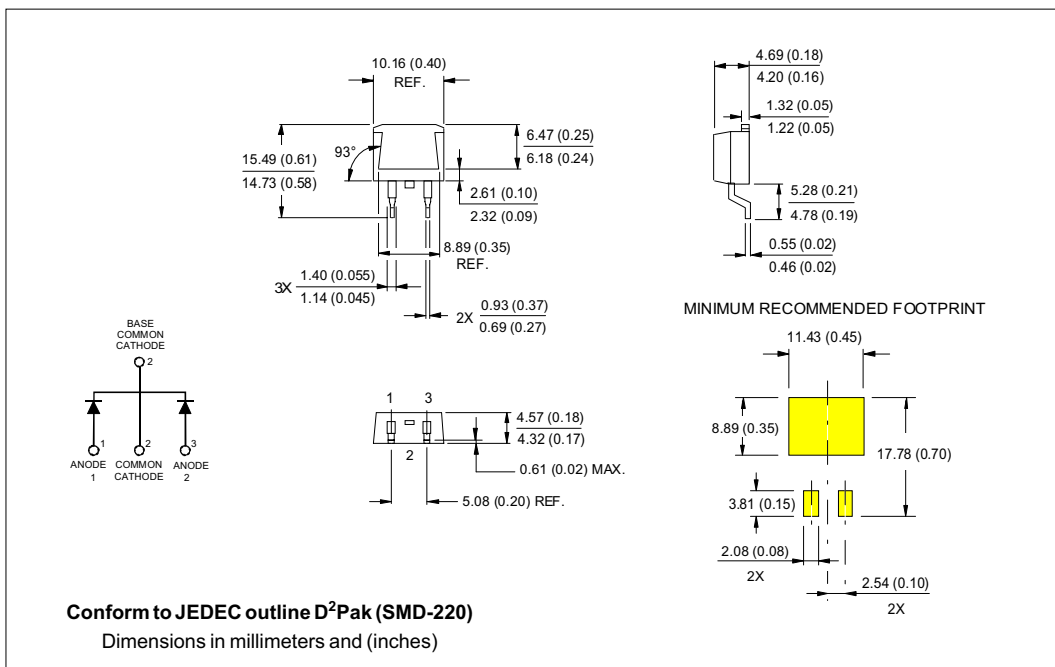 10.16 (0.40)
REF.
15.49 (0.61)
14.73 (0.58)
93°
6.47 (0.25)
6.18 (0.24)
2.61 (0.10)
2.32 (0.09)
8.89 (0.35)
REF.
3X
1.40 (0.055)
1.14 (0.045)
2X
0.93 (0.37)
0.69 (0.27)
4.69 (0.18)
4.20 (0.16)
1.32 (0.05)
1.22 (0.05)
5.28 (0.21)
4.78 (0.19)
0.55 (0.02)
0.46 (0.02)
MINIMUM RECOMMENDED FOOTPRINT
11.43 (0.45)
8.89 (0.35)
17.78 (0.70)
3.81 (0.15)
2.08 (0.08)
2X
2.54 (0.10)
2X
BASE
COMMON
CATHODE
2
1 2 3
ANODE COMMON ANODE
1 CATHODE 2
1 3
2
4.57 (0.18)
4.32 (0.17)
0.61 (0.02) MAX.
5.08 (0.20) REF.
Conform to JEDEC outline D²Pak (SMD-220)
Dimensions in millimeters and (inches)